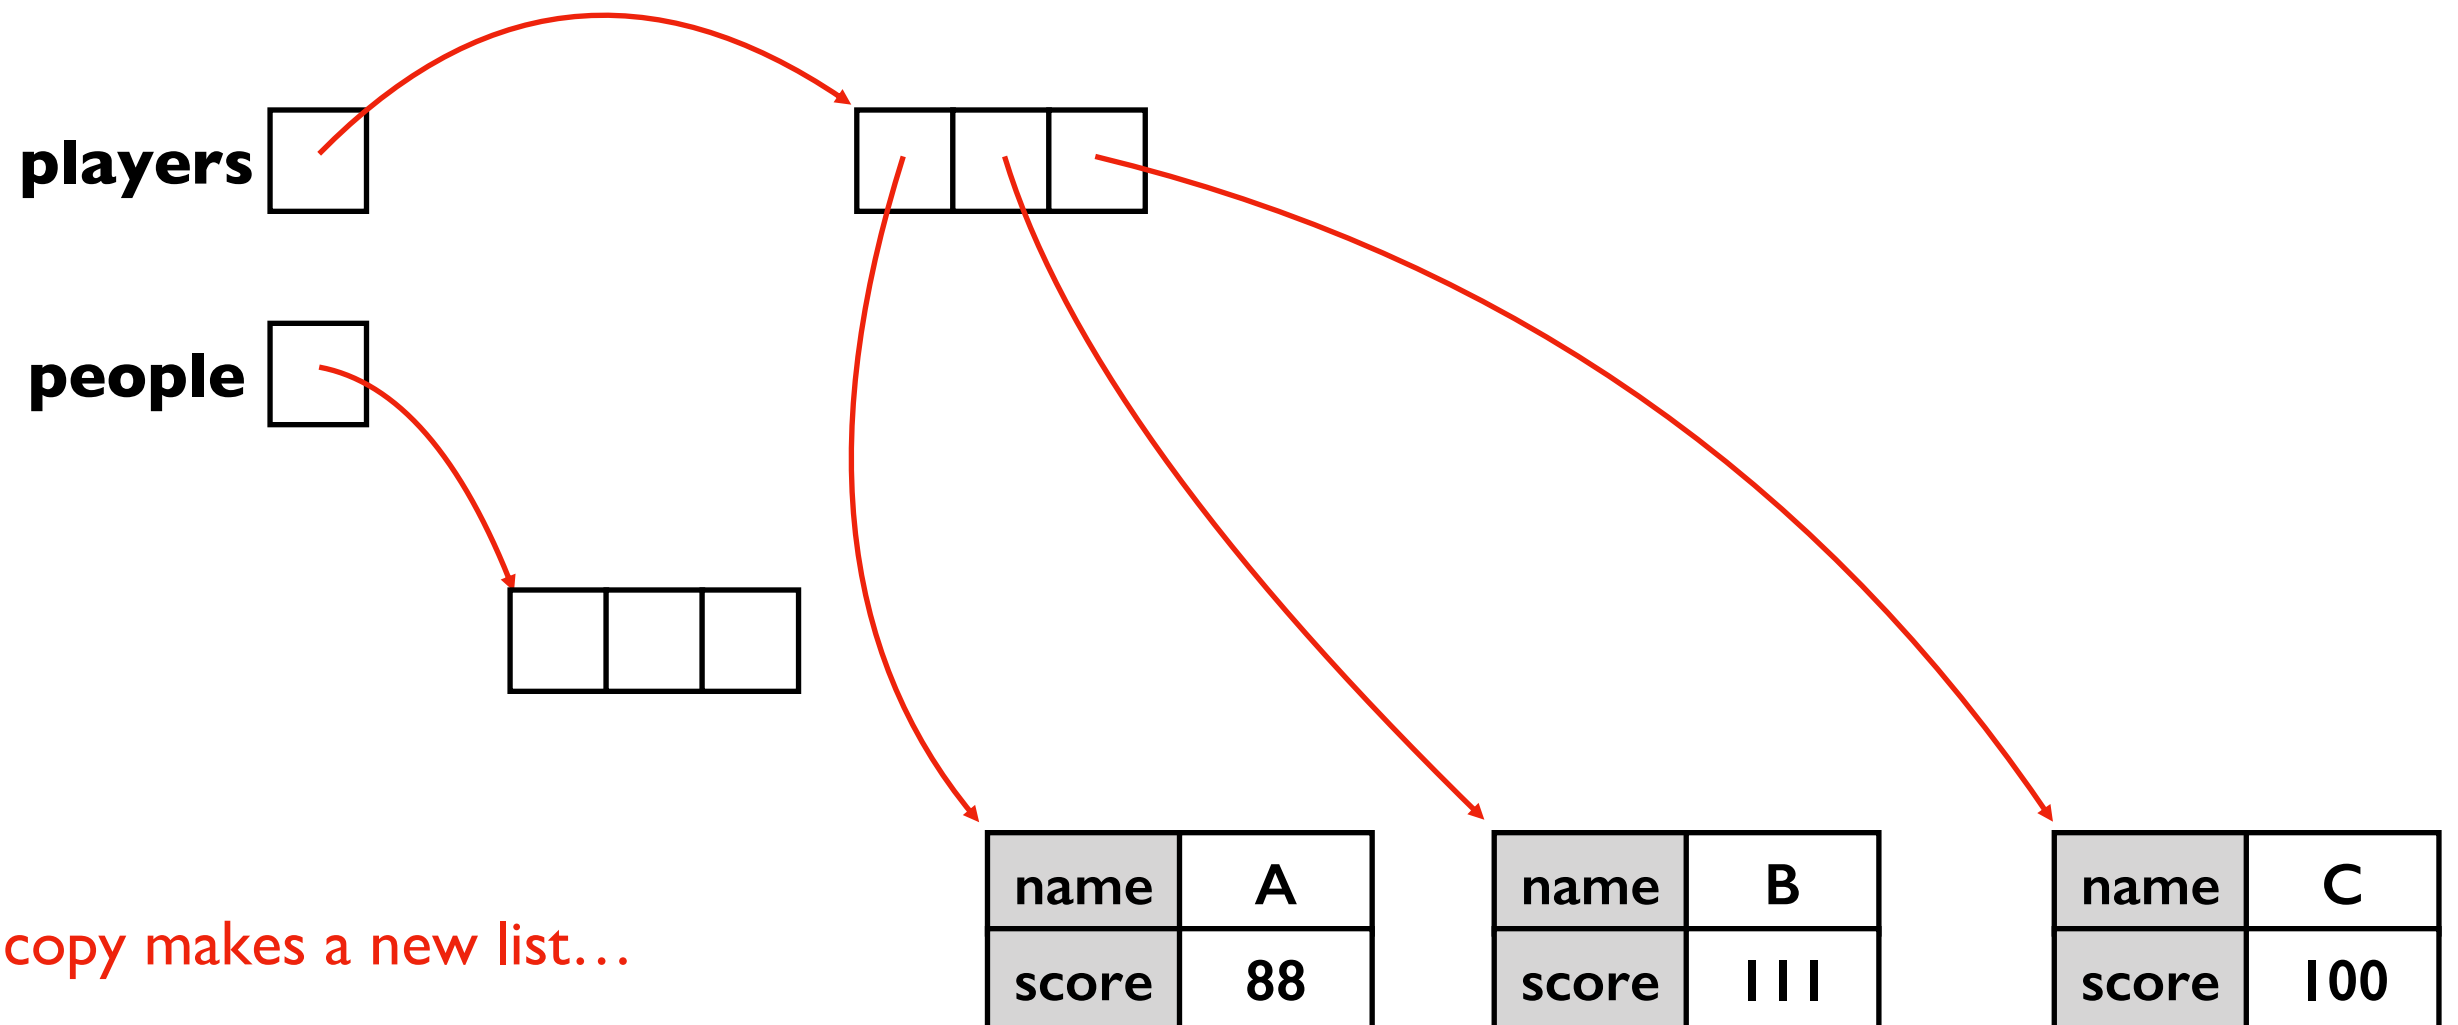 players
people
name A name B name C
copy makes a new list…
score 88 score 111 score 100